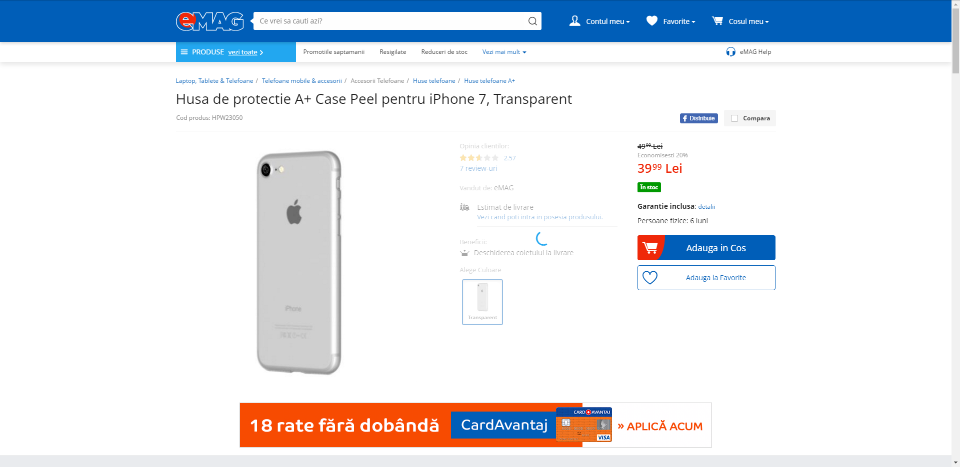 eMAG
Ce vrei sa cauti azi?
Contul meu
Favorite
Cosul meu
PRODUSE vezi toate
Promotiile saptamanii
Resigilate
Reduceri de stoc
Vezi mai mult
eMAG Help
Laptop, Tablete & Telefoane / Telefoane mobile & accesorii / Accesorii Telefoane / Huse telefoane / Huse telefoane A+
Husa de protectie A+ Case Peel pentru iPhone 7, Transparent
Cod produs: HPW23050
Distribuie
Compara
Opinia clientilor:
2.57
7 review-uri
Vandut de: eMAG
Estimat de livrare
Vezi cand poti intra in posesia produsului.
Beneficii:
Deschiderea coletului la livrare
Alege Culoare:
Transparent
49,99 Lei
Economisesti 20%
39,99 Lei
In stoc
Garantie inclusa: detalii
Persoane fizice: 6 luni
Adauga in Cos
Adauga la Favorite
iPhone
18 rate fără dobândă
CardAvantaj
CARD AVANTAJ
VISA
» APLICĂ ACUM